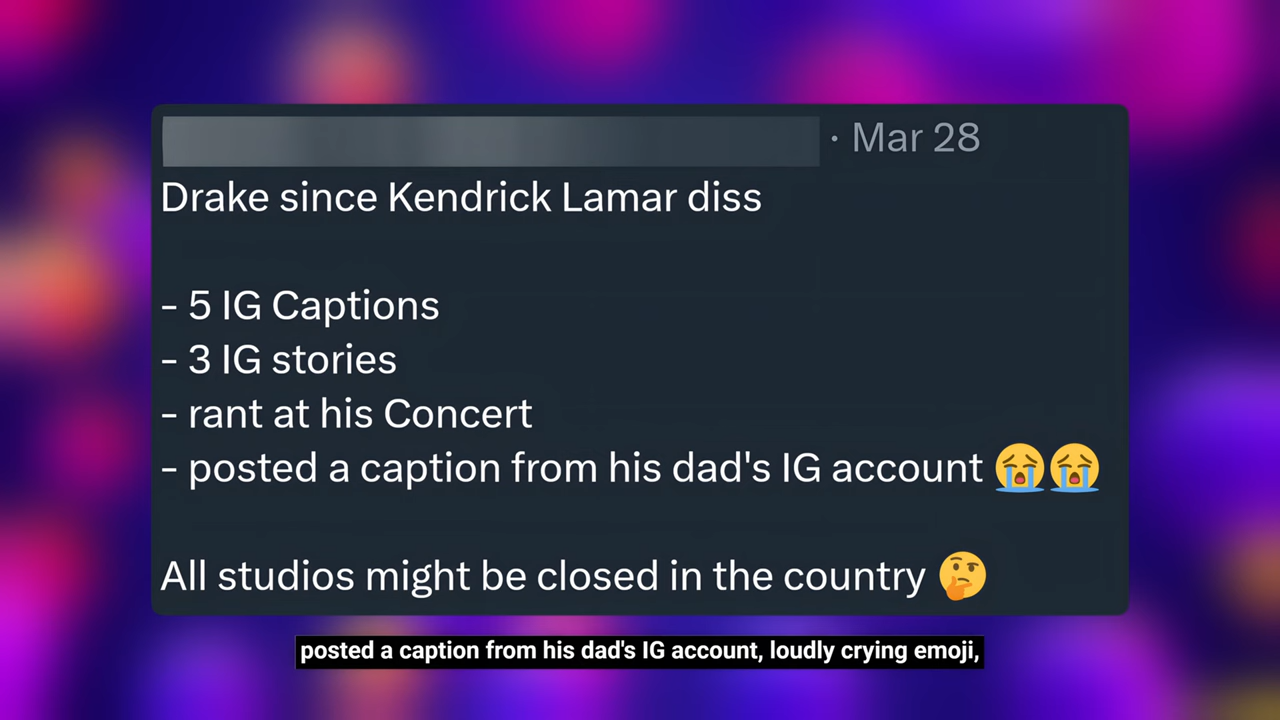 · Mar 28
Drake since Kendrick Lamar diss
- 5 IG Captions
- 3 IG stories
- rant at his Concert
- posted a caption from his dad's IG account 😭😭
All studios might be closed in the country 🤔
posted a caption from his dad's IG account, loudly crying emoji,